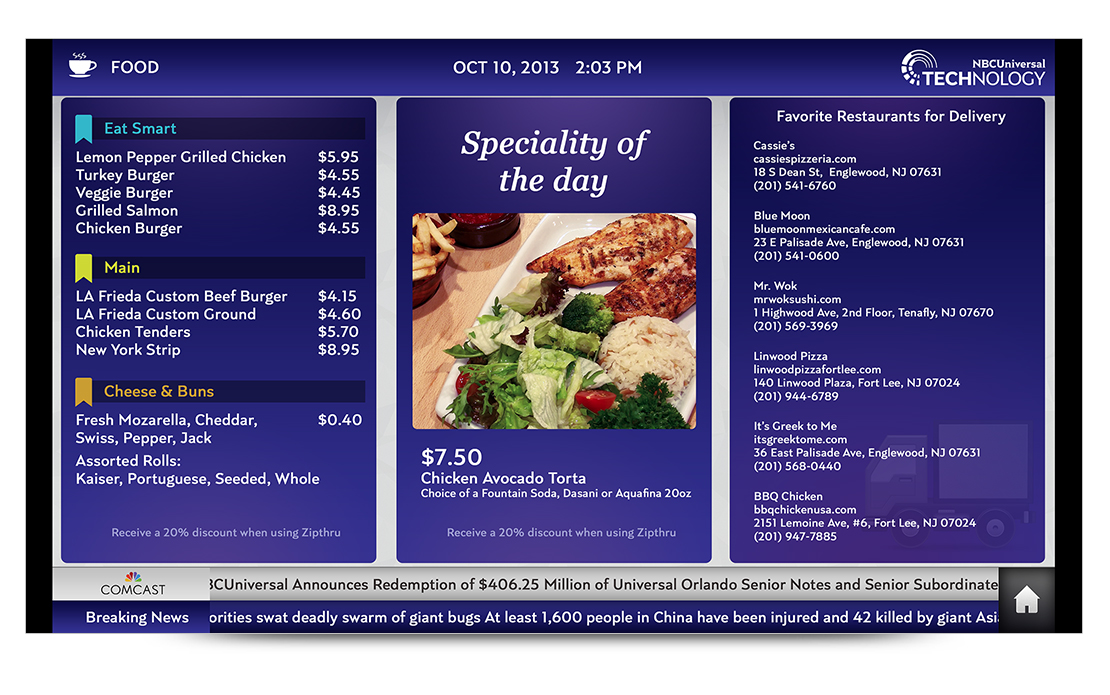 FOOD
OCT 10, 2013 2:03 PM
NBCUniversal
TECHNOLOGY
Eat Smart
Lemon Pepper Grilled Chicken $5.95
Turkey Burger $4.55
Veggie Burger $4.45
Grilled Salmon $8.95
Chicken Burger $4.55
Main
LA Frieda Custom Beef Burger $4.15
LA Frieda Custom Ground $4.60
Chicken Tenders $5.70
New York Strip $8.95
Cheese & Buns
Fresh Mozarella, Cheddar, $0.40
Swiss, Pepper, Jack
Assorted Rolls:
Kaiser, Portuguese, Seeded, Whole
Receive a 20% discount when using Zipthru
Speciality of
the day
$7.50
Chicken Avocado Torta
Choice of a Fountain Soda, Dasani or Aquafina 20oz
Receive a 20% discount when using Zipthru
Favorite Restaurants for Delivery
Cassie's
cassiespizzeria.com
18 S Dean St, Englewood, NJ 07631
(201) 541-6760
Blue Moon
bluemoonmexicancafe.com
23 E Palisade Ave, Englewood, NJ 07631
(201) 541-0600
Mr. Wok
mrwoksushi.com
1 Highwood Ave, 2nd Floor, Tenafly, NJ 07670
(201) 569-3969
Linwood Pizza
linwoodpizzafortlee.com
140 Linwood Plaza, Fort Lee, NJ 07024
(201) 944-6789
It's Greek to Me
itsgreektome.com
36 East Palisade Ave, Englewood, NJ 07631
(201) 568-0440
BBQ Chicken
bbqchickenusa.com
2151 Lemoine Ave, #6, Fort Lee, NJ 07024
(201) 947-7885
COMCAST BCUniversal Announces Redemption of $406.25 Million of Universal Orlando Senior Notes and Senior Subordinate
Breaking News orities swat deadly swarm of giant bugs At least 1,600 people in China have been injured and 42 killed by giant Asi